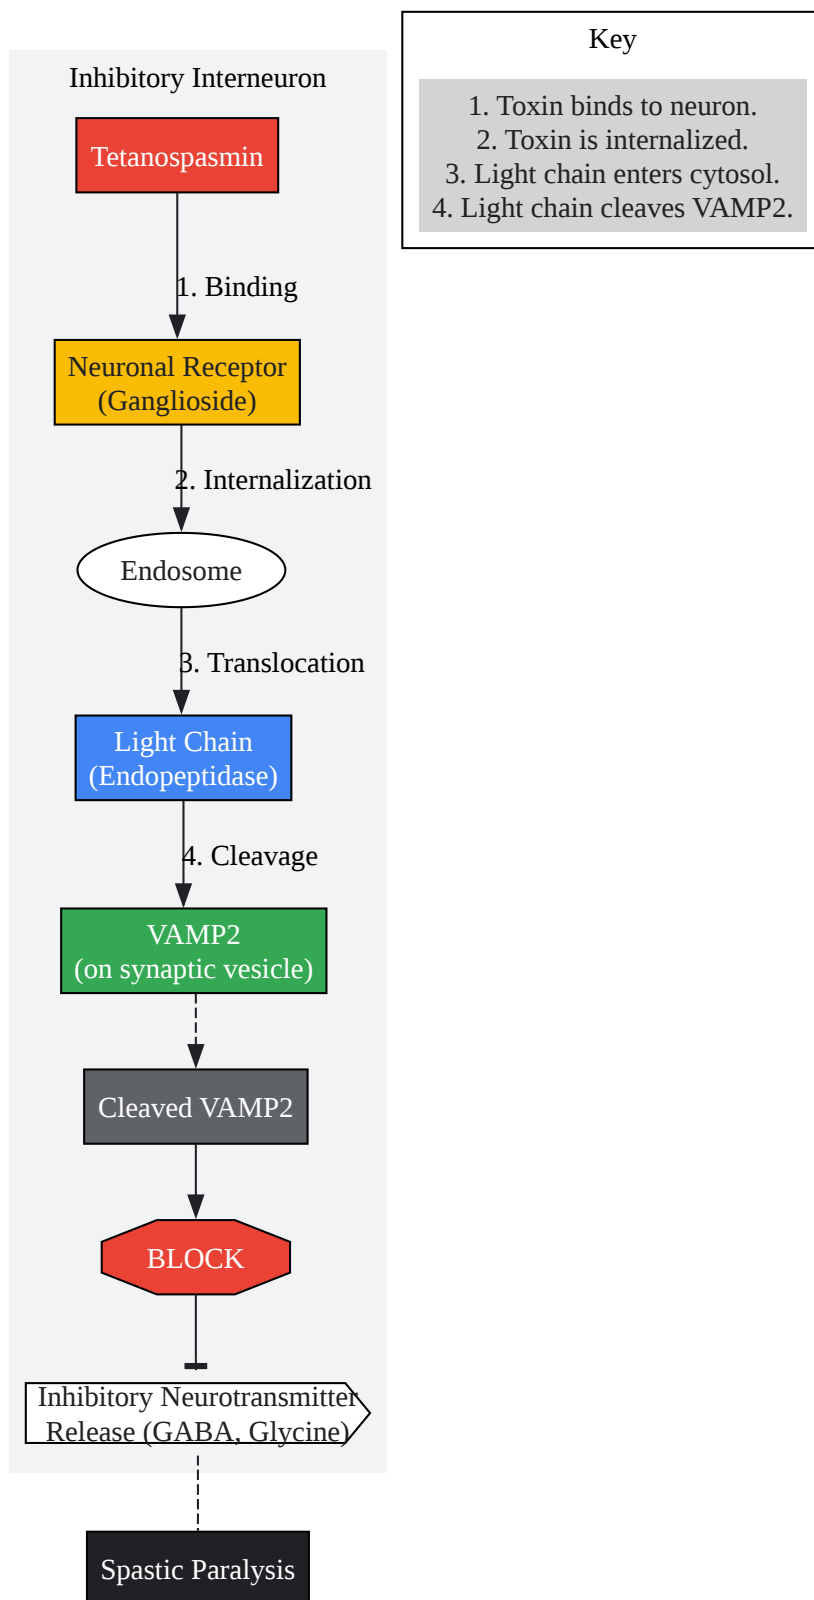 Key
1. Toxin binds to neuron.
2. Toxin is internalized.
3. Light chain enters cytosol.
4. Light chain cleaves VAMP2.
Inhibitory Interneuron
Tetanospasmin
1. Binding
Neuronal Receptor
(Ganglioside)
2. Internalization
Endosome
3. Translocation
Light Chain
(Endopeptidase)
4. Cleavage
VAMP2
(on synaptic vesicle)
Cleaved VAMP2
BLOCK
Inhibitory Neurotransmitter
Release (GABA, Glycine)
Spastic Paralysis